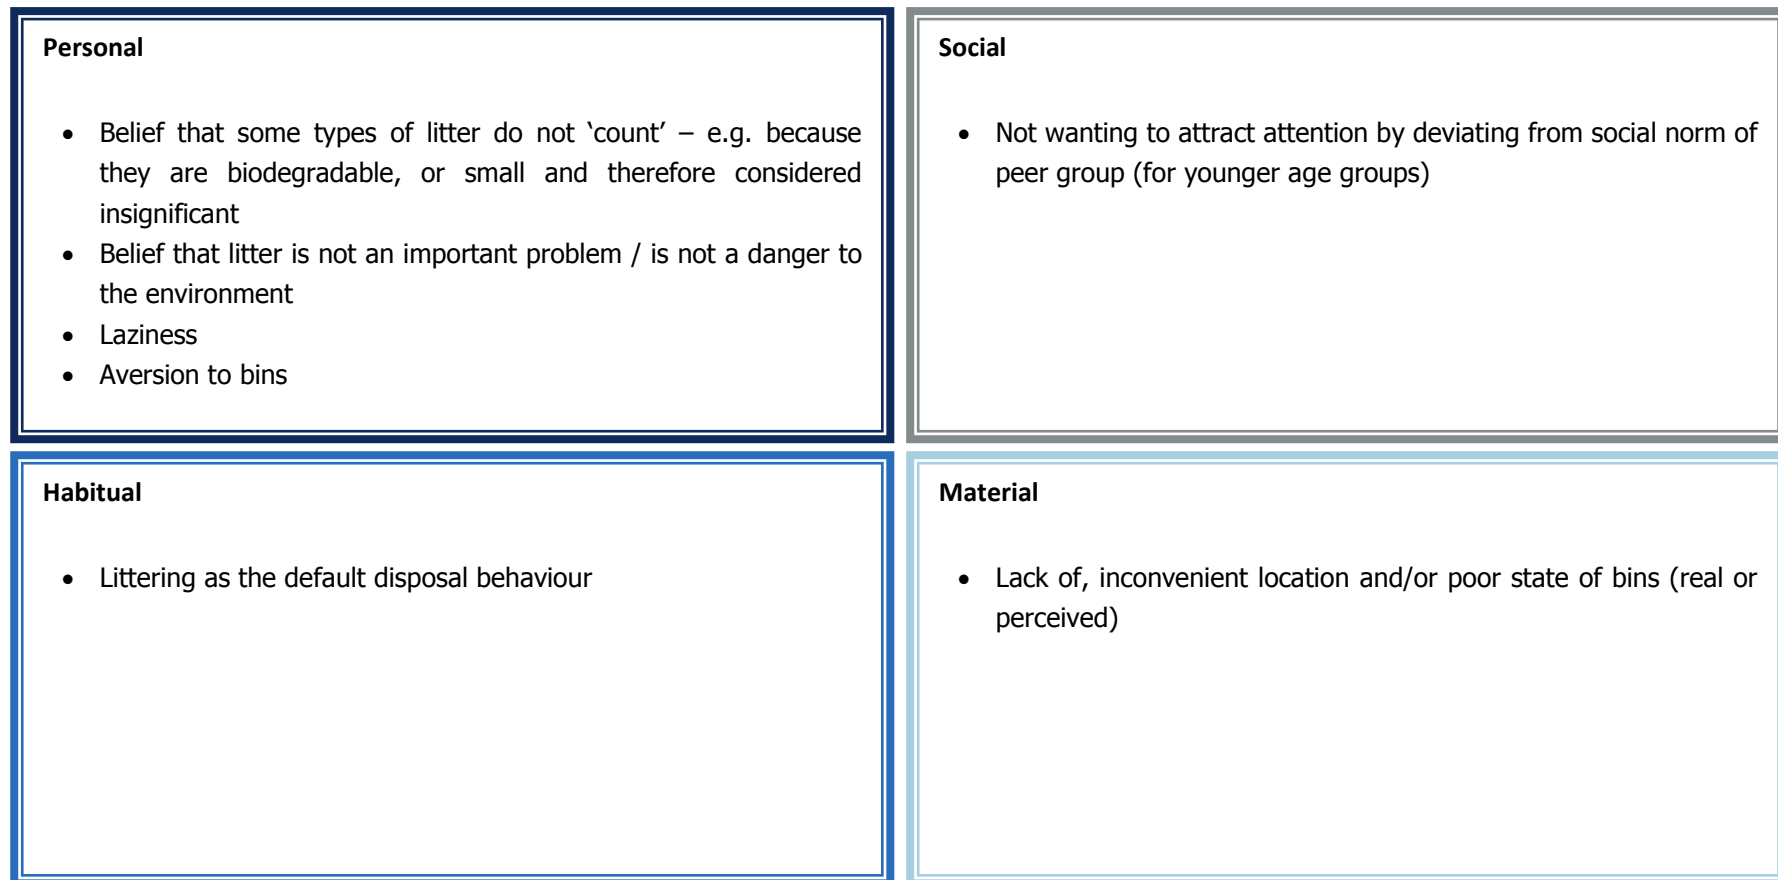 Personal
• Belief that some types of litter do not ‘count’ – e.g. because
they are biodegradable, or small and therefore considered
insignificant
• Belief that litter is not an important problem / is not a danger to
the environment
• Laziness
• Aversion to bins
Social
• Not wanting to attract attention by deviating from social norm of
peer group (for younger age groups)
Habitual
• Littering as the default disposal behaviour
Material
• Lack of, inconvenient location and/or poor state of bins (real or
perceived)